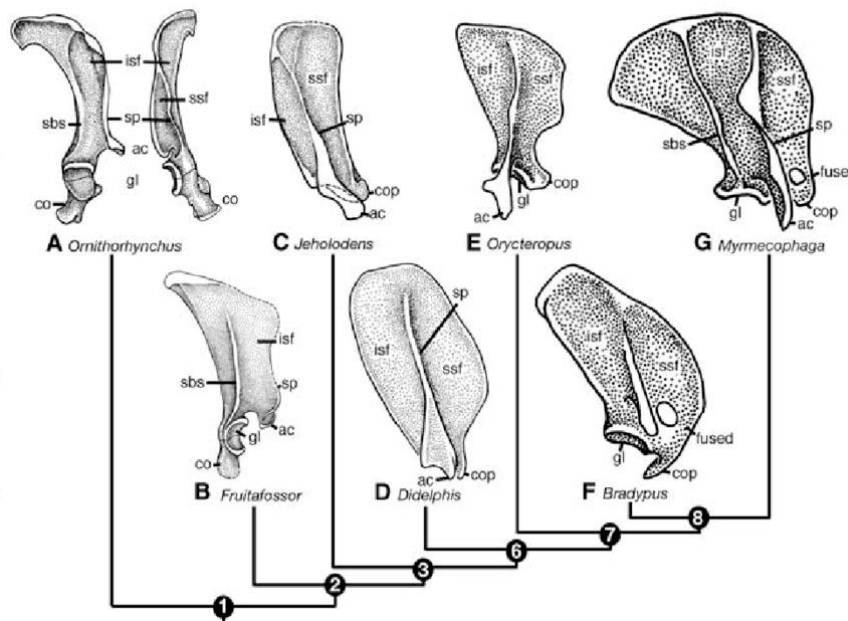 isf
ssf
sbs
sp
ac
gl
co
co
A Ornithorhynchus
isf
ssf
sp
cop
ac
C Jeholodens
isf
ssf
gl
cop
ac
E Orycteropus
isf
ssf
sbs
sp
fused
gl
cop
ac
G Myrmecophaga
isf
sbs
sp
gl
ac
co
B Fruitafossor
sp
isf
ssf
ac
cop
D Didelphis
isf
ssf
fused
gl
cop
F Bradypus
8
7
6
3
2
1